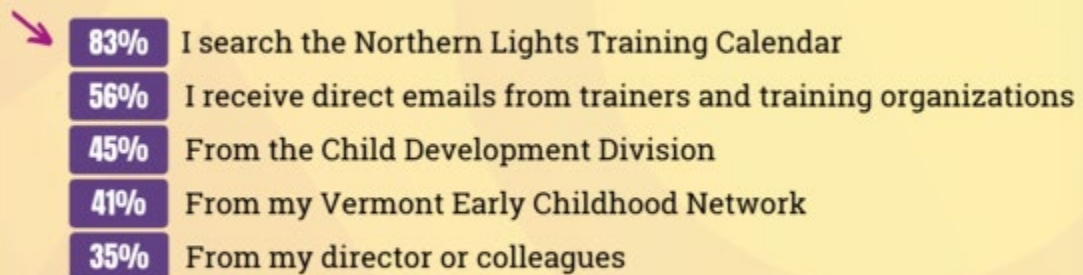 83% I search the Northern Lights Training Calendar
56% I receive direct emails from trainers and training organizations
45% From the Child Development Division
41% From my Vermont Early Childhood Network
35% From my director or colleagues